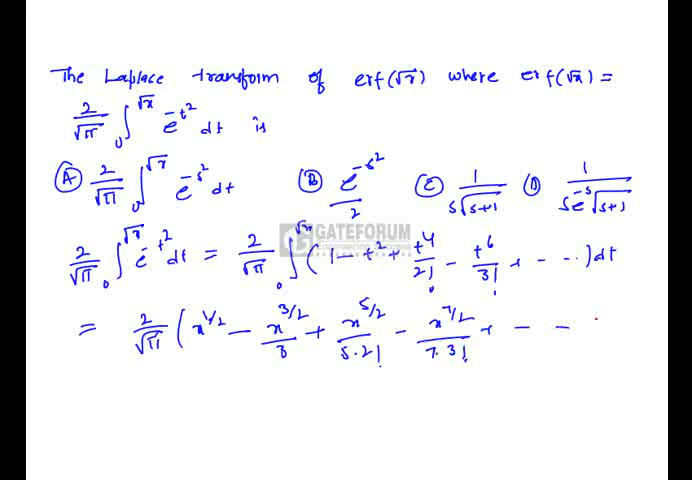 The Laplace transform of erf(√x) where erf(√x) =
2/√π ∫₀^√x e^-t² dt is
Ⓐ 2/√π ∫₀^√x e^-s² dt Ⓑ e^-s²/2 Ⓒ 1/(s√(s+1)) Ⓓ 1/(se^-s √(s+1))
2/√π ∫₀^√x e^-t² dt = 2/√π ∫₀^√x (1 - t² + t⁴/2! - t⁶/3! + - - ..) dt
GATEFORUM
= 2/√π (x^1/2 - x^3/2/3 + x^5/2/5·2! - x^7/2/7·3! + - -